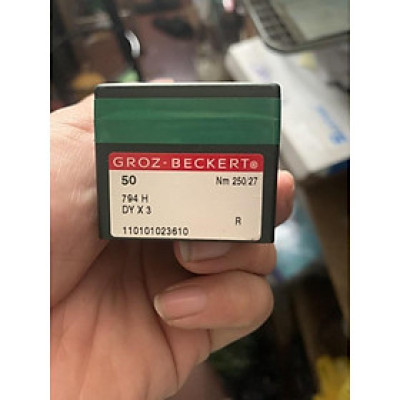 GROZ-BECKERT®
50 Nm 250/27
794 H
DY X 3
R
110101023610